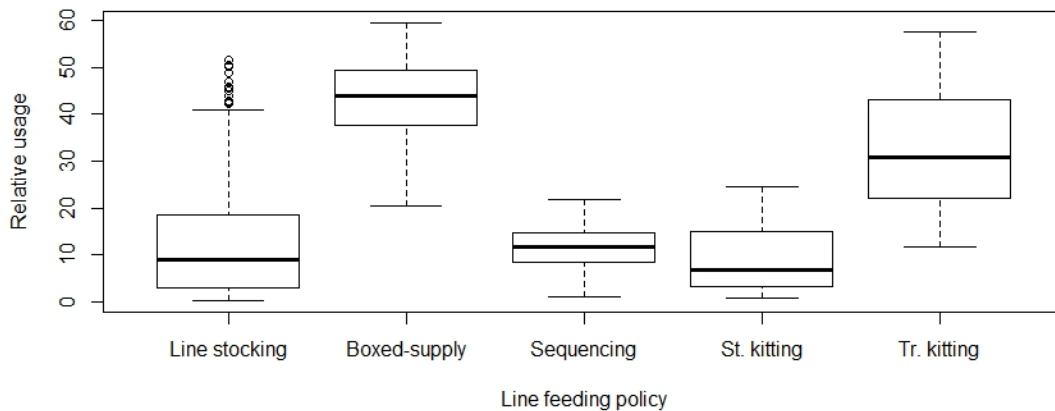 60
50
40
30
20
10
0
Relative usage
Line stocking
Boxed-supply
Sequencing
St. kitting
Tr. kitting
Line feeding policy